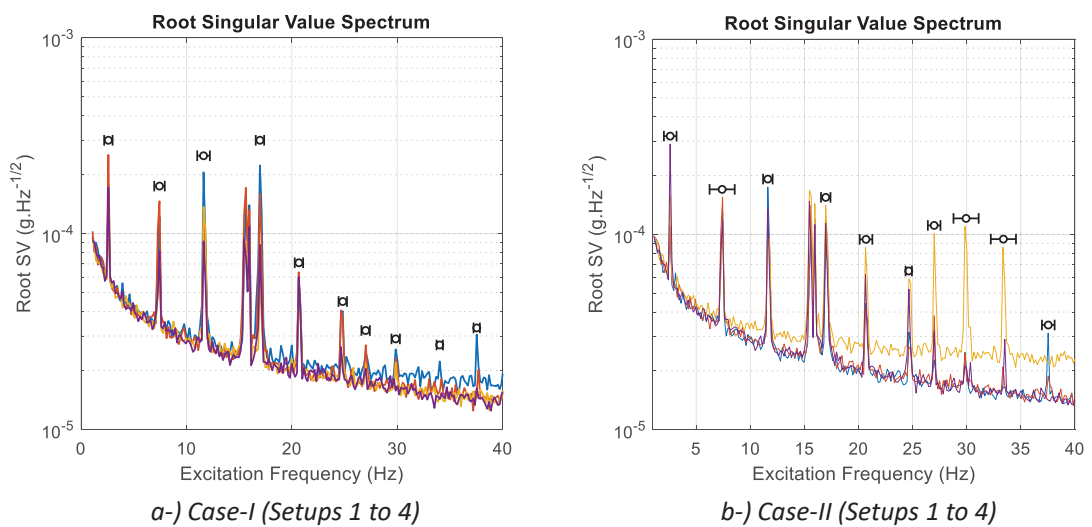 Root Singular Value Spectrum
10^-3
10^-4
10^-5
Root SV (g.Hz^-1/2)
0 10 20 30 40
Excitation Frequency (Hz)
a-) Case-I (Setups 1 to 4)
Root Singular Value Spectrum
10^-3
10^-4
10^-5
Root SV (g.Hz^-1/2)
5 10 15 20 25 30 35 40
Excitation Frequency (Hz)
b-) Case-II (Setups 1 to 4)